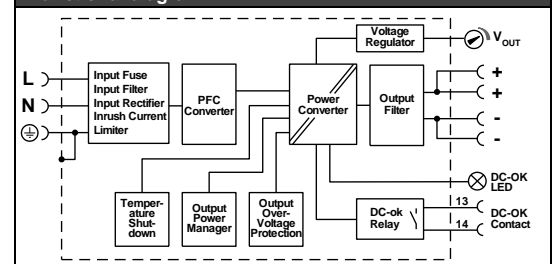 L
N
Input Fuse
Input Filter
Input Rectifier
Inrush Current
Limiter
PFC
Converter
Power
Converter
Output
Filter
Voltage
Regulator
VOUT
+
+
-
-
DC-OK
LED
Temper-
ature
Shut-
down
Output
Power
Manager
Output
Over-
Voltage
Protection
DC-ok
Relay
13
14
DC-OK
Contact